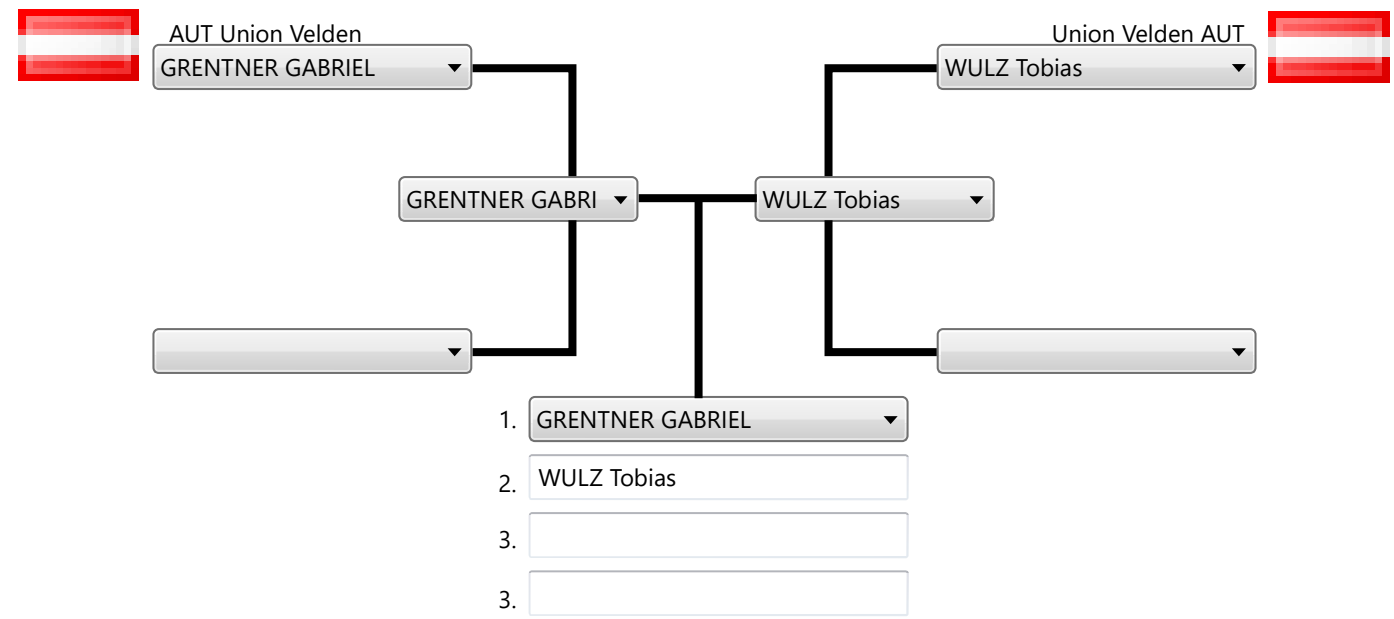 AUT Union Velden
Union Velden AUT
GRENTNER GABRIEL
WULZ Tobias
GRENTNER GABRI
WULZ Tobias
1. GRENTNER GABRIEL
2. WULZ Tobias
3.
3.